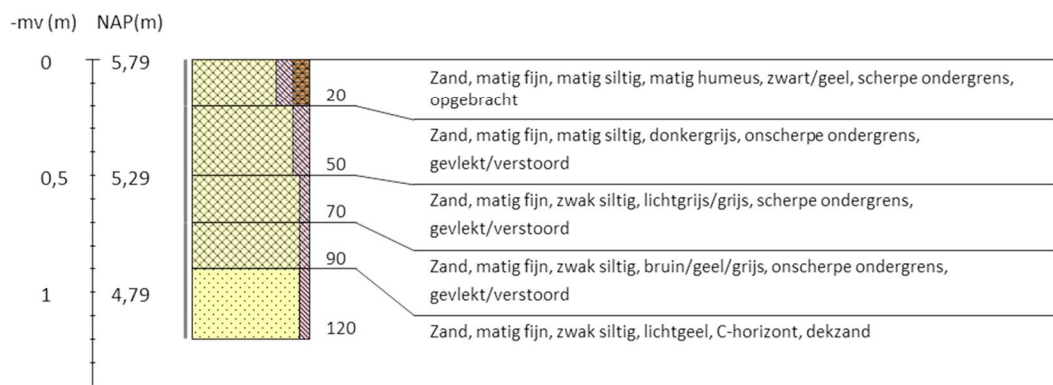 -mv (m) NAP(m)
0 5,79
Zand, matig fijn, matig siltig, matig humeus, zwart/geel, scherpe ondergrens,
opgebracht
20
Zand, matig fijn, matig siltig, donkergrijs, onscherpe ondergrens,
gevlekt/verstoord
50
0,5 5,29
Zand, matig fijn, zwak siltig, lichtgrijs/grijs, scherpe ondergrens,
gevlekt/verstoord
70
Zand, matig fijn, zwak siltig, bruin/geel/grijs, onscherpe ondergrens,
gevlekt/verstoord
90
1 4,79
Zand, matig fijn, zwak siltig, lichtgeel, C-horizont, dekzand
120